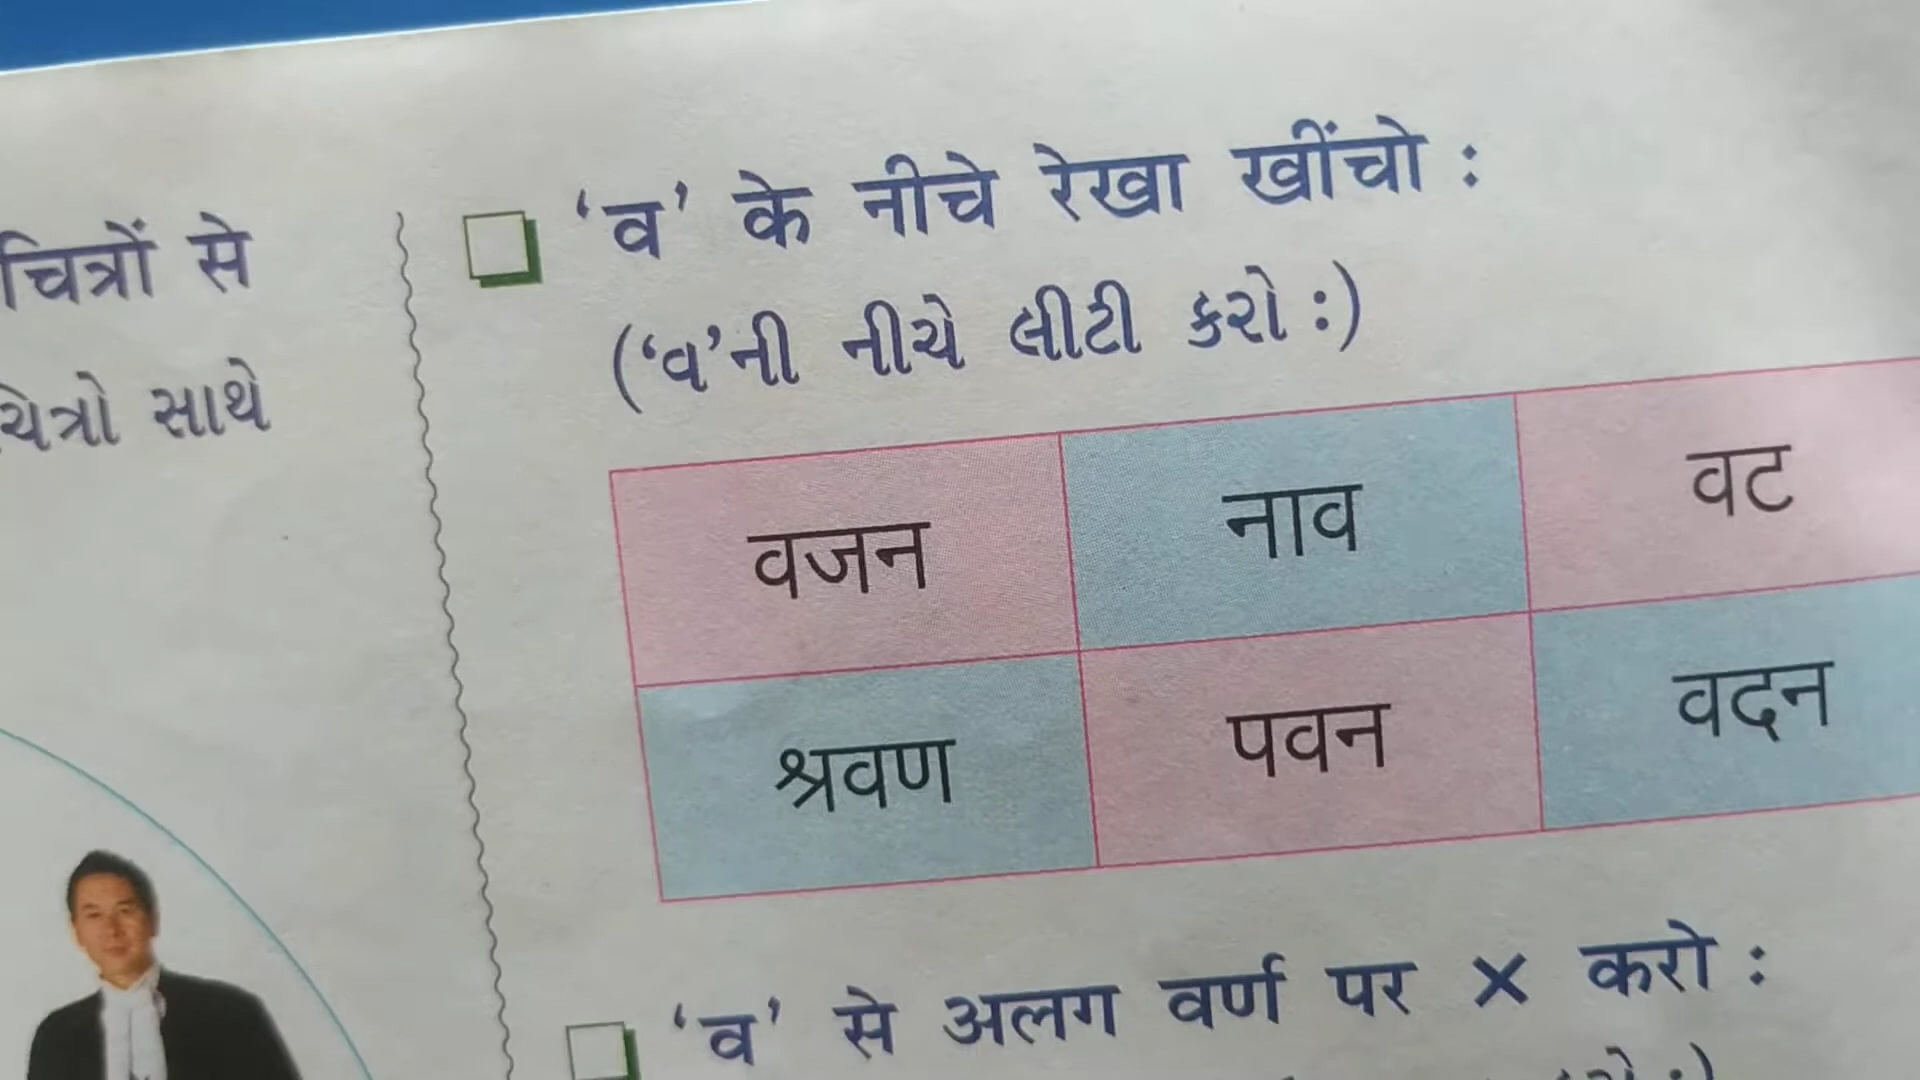 चित्रों से
साथે
'व' के नीचे रेखा खींचो :
('વ'ની નીચે લીટી કરો :)
वजन नाव वट
श्रवण पवन वदन
'व' से अलग वर्ण पर × करो :